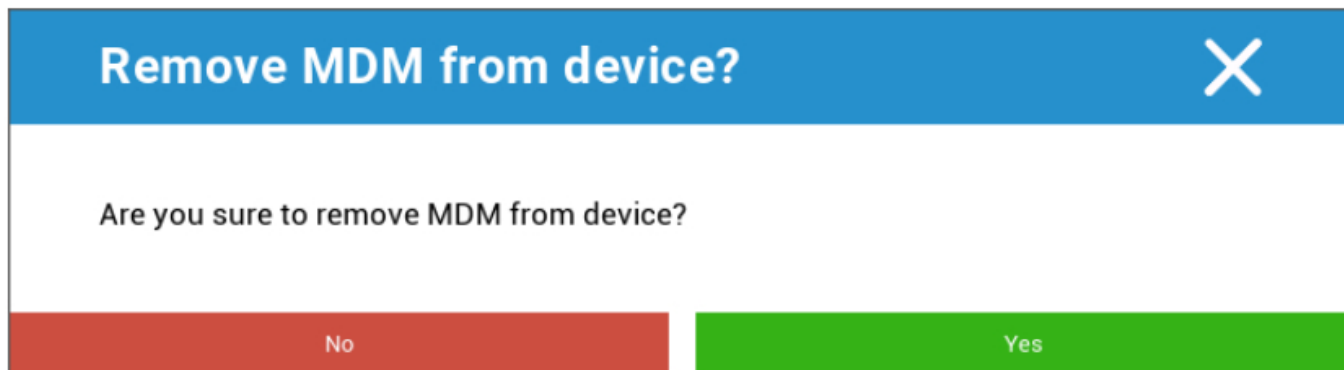 Remove MDM from device?
Are you sure to remove MDM from device?
No
Yes